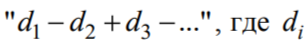 "d₁ − d₂ + d₃ − ...", где dᵢ